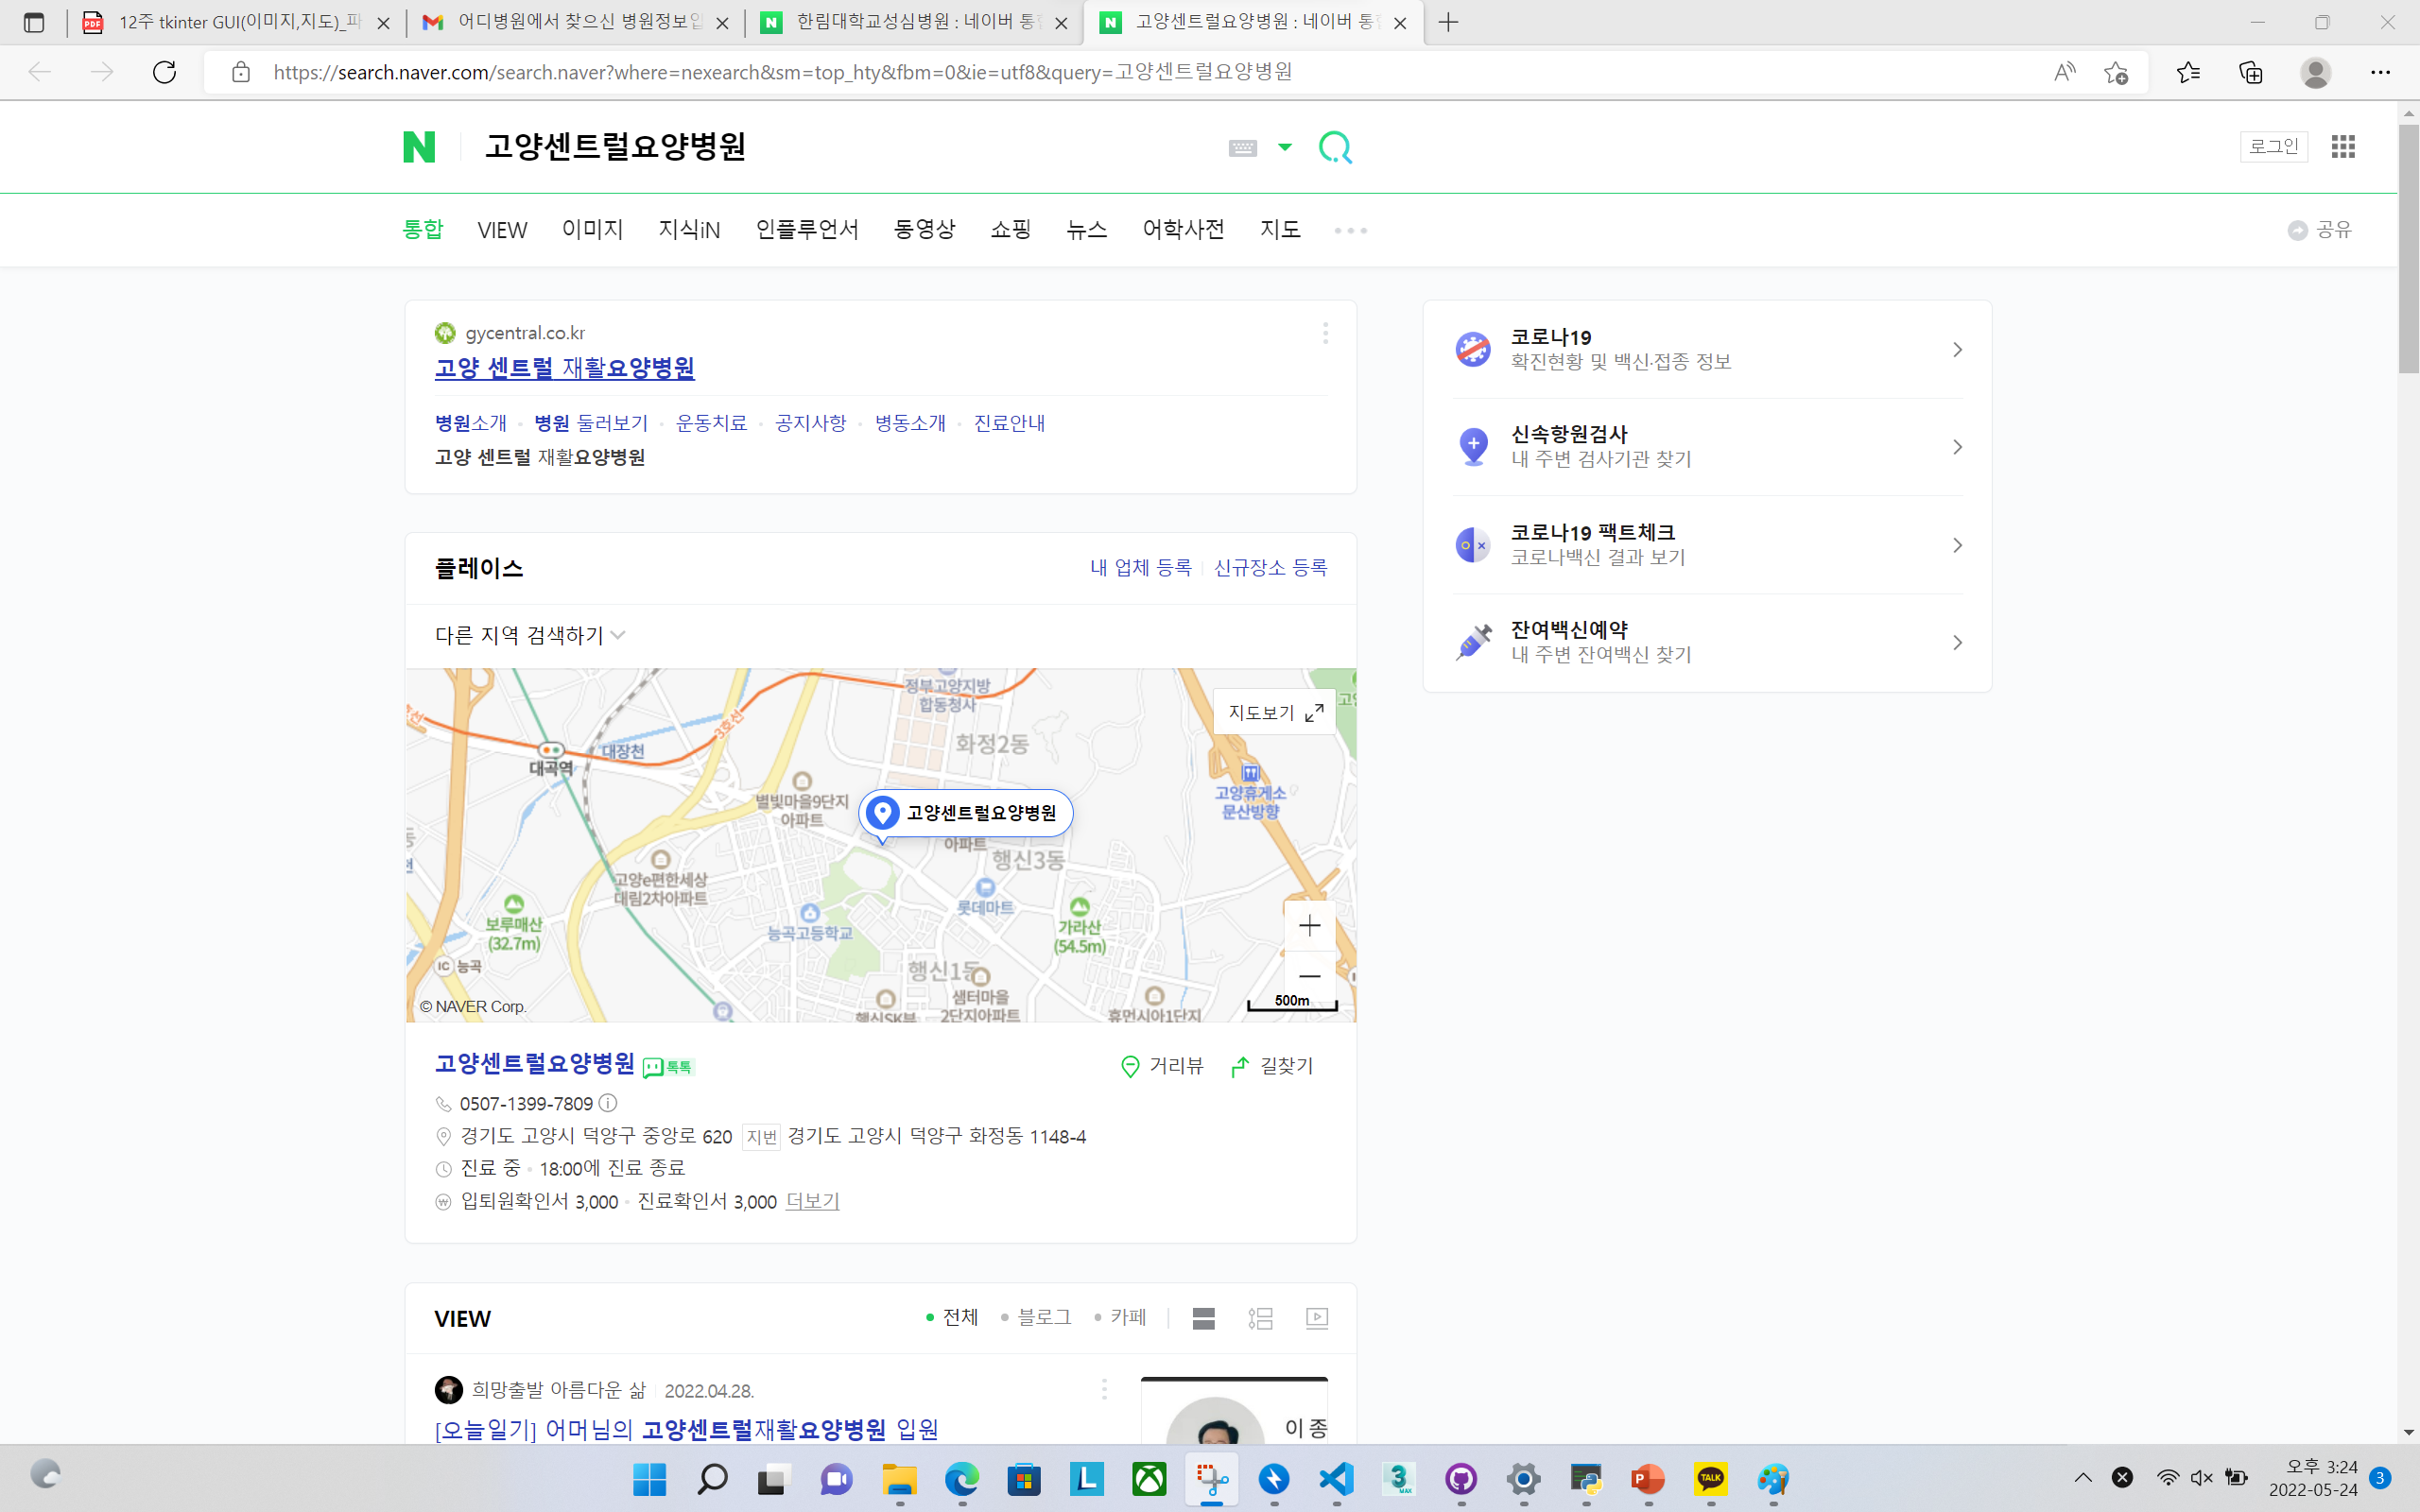 12주 tkinter GUI(이미지,지도)_파
어디병원에서 찾으신 병원정보입
한림대학교성심병원 : 네이버 통합
고양센트럴요양병원 : 네이버 통합
https://search.naver.com/search.naver?where=nexearch&sm=top_hty&fbm=0&ie=utf8&query=고양센트럴요양병원
고양센트럴요양병원
로그인
통합 VIEW 이미지 지식iN 인플루언서 동영상 쇼핑 뉴스 어학사전 지도
공유
gycentral.co.kr
고양 센트럴 재활요양병원
병원소개 · 병원 둘러보기 · 운동치료 · 공지사항 · 병동소개 · 진료안내
고양 센트럴 재활요양병원
코로나19
확진현황 및 백신·접종 정보
신속항원검사
내 주변 검사기관 찾기
코로나19 팩트체크
코로나백신 결과 보기
잔여백신예약
내 주변 잔여백신 찾기
플레이스
내 업체 등록 신규장소 등록
다른 지역 검색하기
정부고양지방
합동청사
지도보기
3호선
대장천
화정2동
대곡역
고양휴게소
문산방향
별빛마을9단지
아파트
고양센트럴요양병원
아파트
행신3동
고양e편한세상
대림2차아파트
롯데마트
보루매산
(32.7m)
능곡고등학교
가라산
(54.5m)
IC 능곡
행신1동
샘터마을
2단지아파트
휴먼시아1단지
500m
© NAVER Corp.
고양센트럴요양병원 톡톡
거리뷰 길찾기
0507-1399-7809
경기도 고양시 덕양구 중앙로 620 지번 경기도 고양시 덕양구 화정동 1148-4
진료 중 · 18:00에 진료 종료
입퇴원확인서 3,000 · 진료확인서 3,000 더보기
VIEW
전체 블로그 카페
희망출발 아름다운 삶 2022.04.28.
[오늘일기] 어머님의 고양센트럴재활요양병원 입원
이 종
오후 3:24
2022-05-24
3